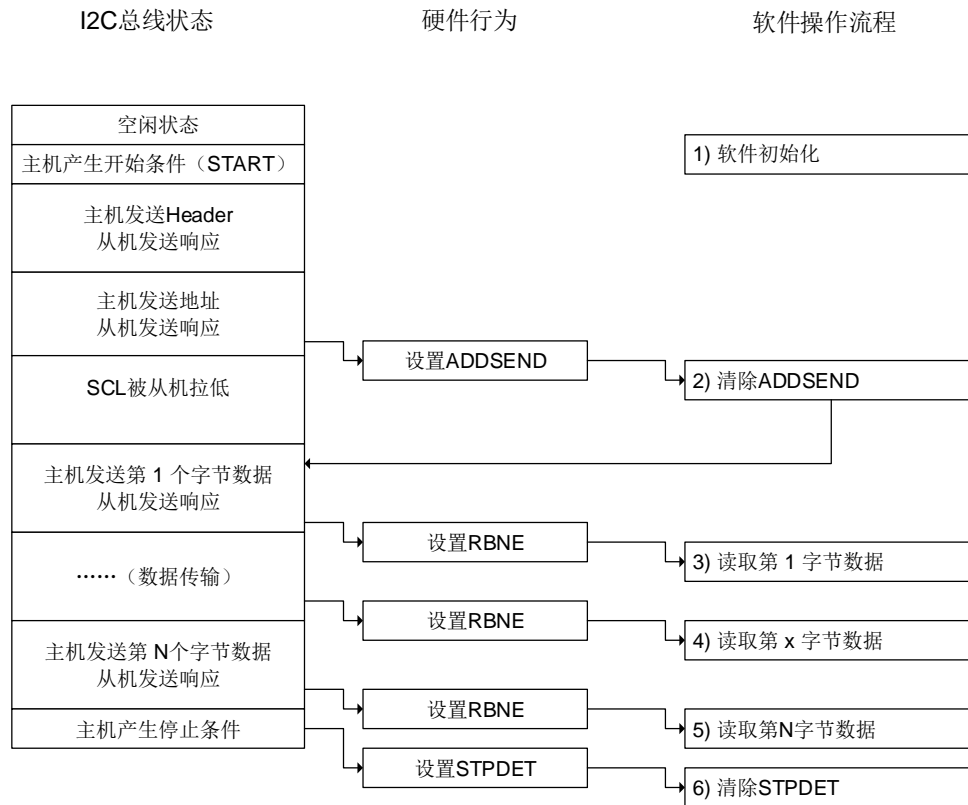 I2C总线状态
硬件行为
软件操作流程
空闲状态
主机产生开始条件（START）
1) 软件初始化
主机发送Header
从机发送响应
主机发送地址
从机发送响应
设置ADDSEND
2) 清除ADDSEND
SCL被从机拉低
主机发送第 1 个字节数据
从机发送响应
设置RBNE
3) 读取第 1 字节数据
……（数据传输）
设置RBNE
4) 读取第 x 字节数据
主机发送第 N个字节数据
从机发送响应
设置RBNE
5) 读取第N字节数据
主机产生停止条件
设置STPDET
6) 清除STPDET